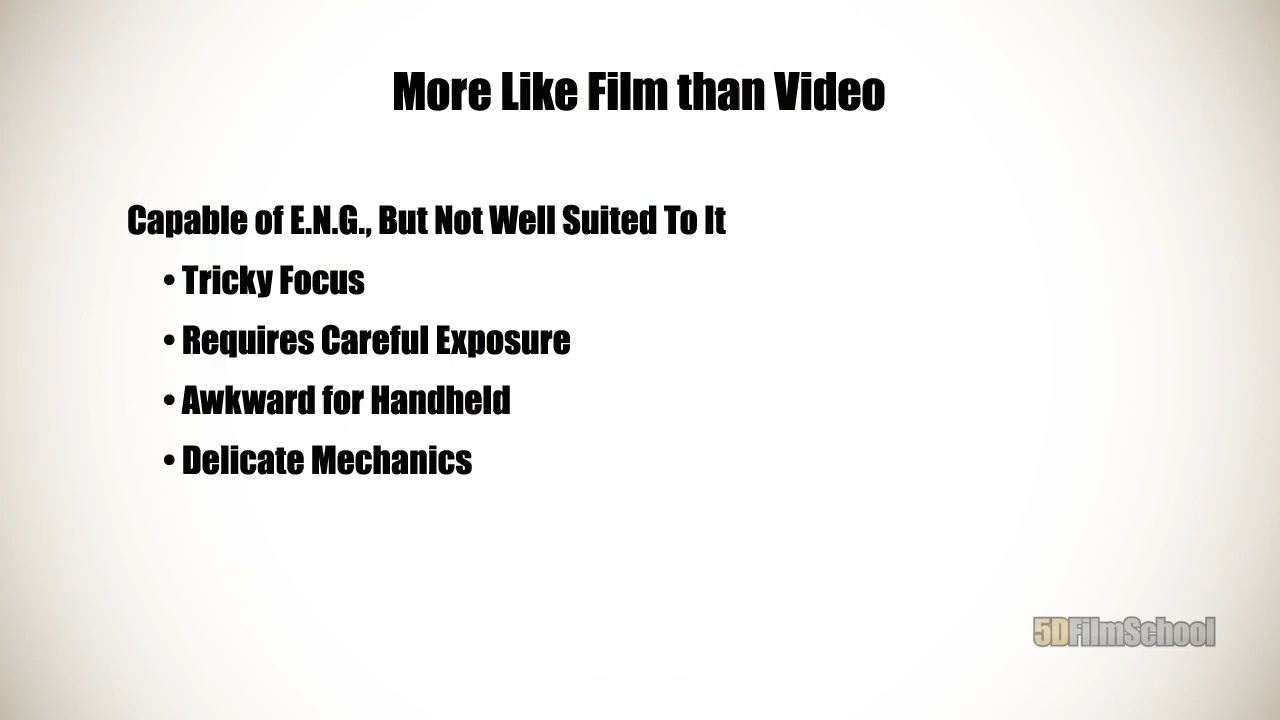 More Like Film than Video
Capable of E.N.G., But Not Well Suited To It
• Tricky Focus
• Requires Careful Exposure
• Awkward for Handheld
• Delicate Mechanics
5DFilmSchool